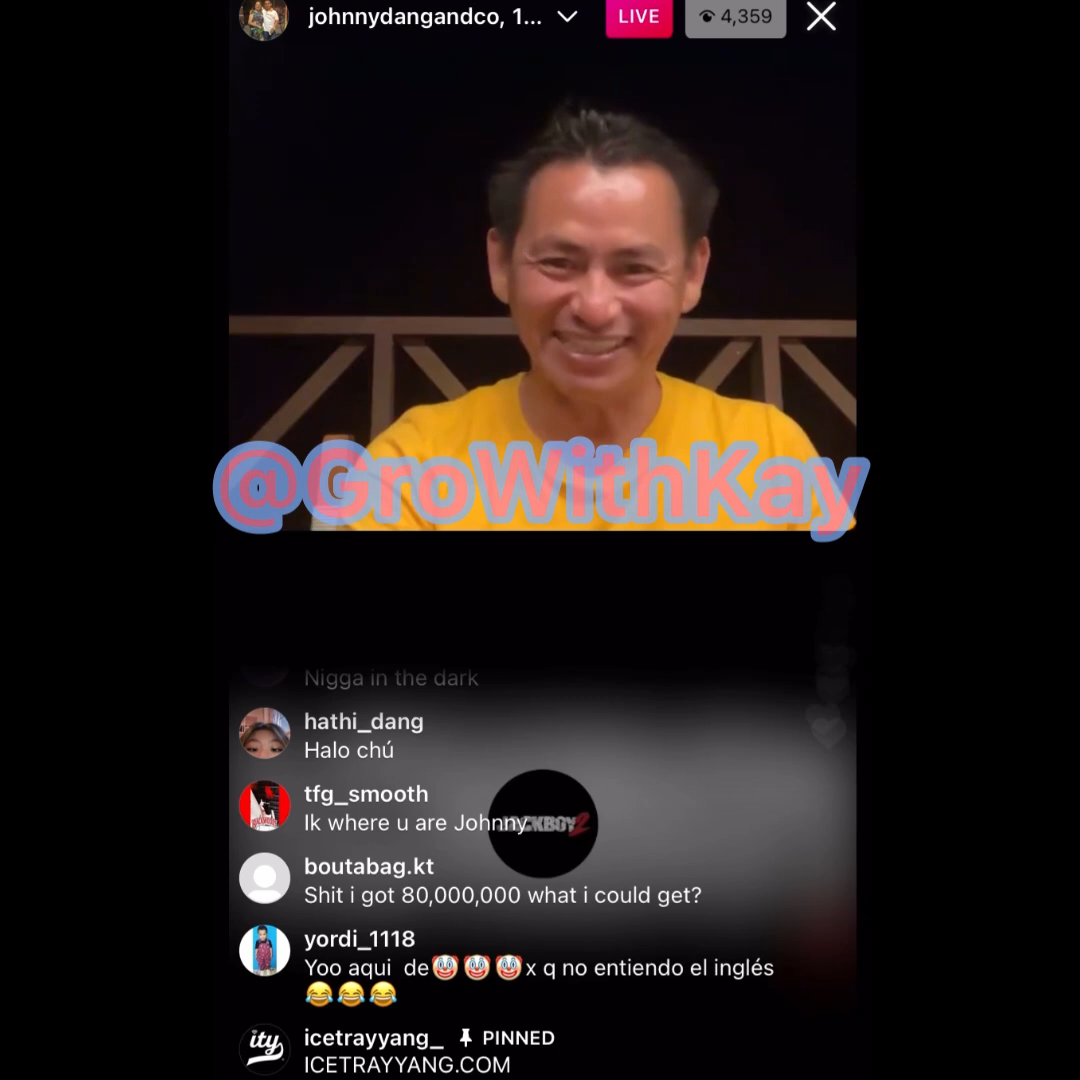 johnnydangandco, 1...
LIVE
4,359
@GroWithKay
Nigga in the dark
hathi_dang
Halo chú
tfg_smooth
Ik where u are Johnny
JACKBOY2
boutabag.kt
Shit i got 80,000,000 what i could get?
yordi_1118
Yoo aqui de🤡🤡🤡x q no entiendo el inglés
😂😂😂
ity
icetrayyang_ PINNED
ICETRAYYANG.COM